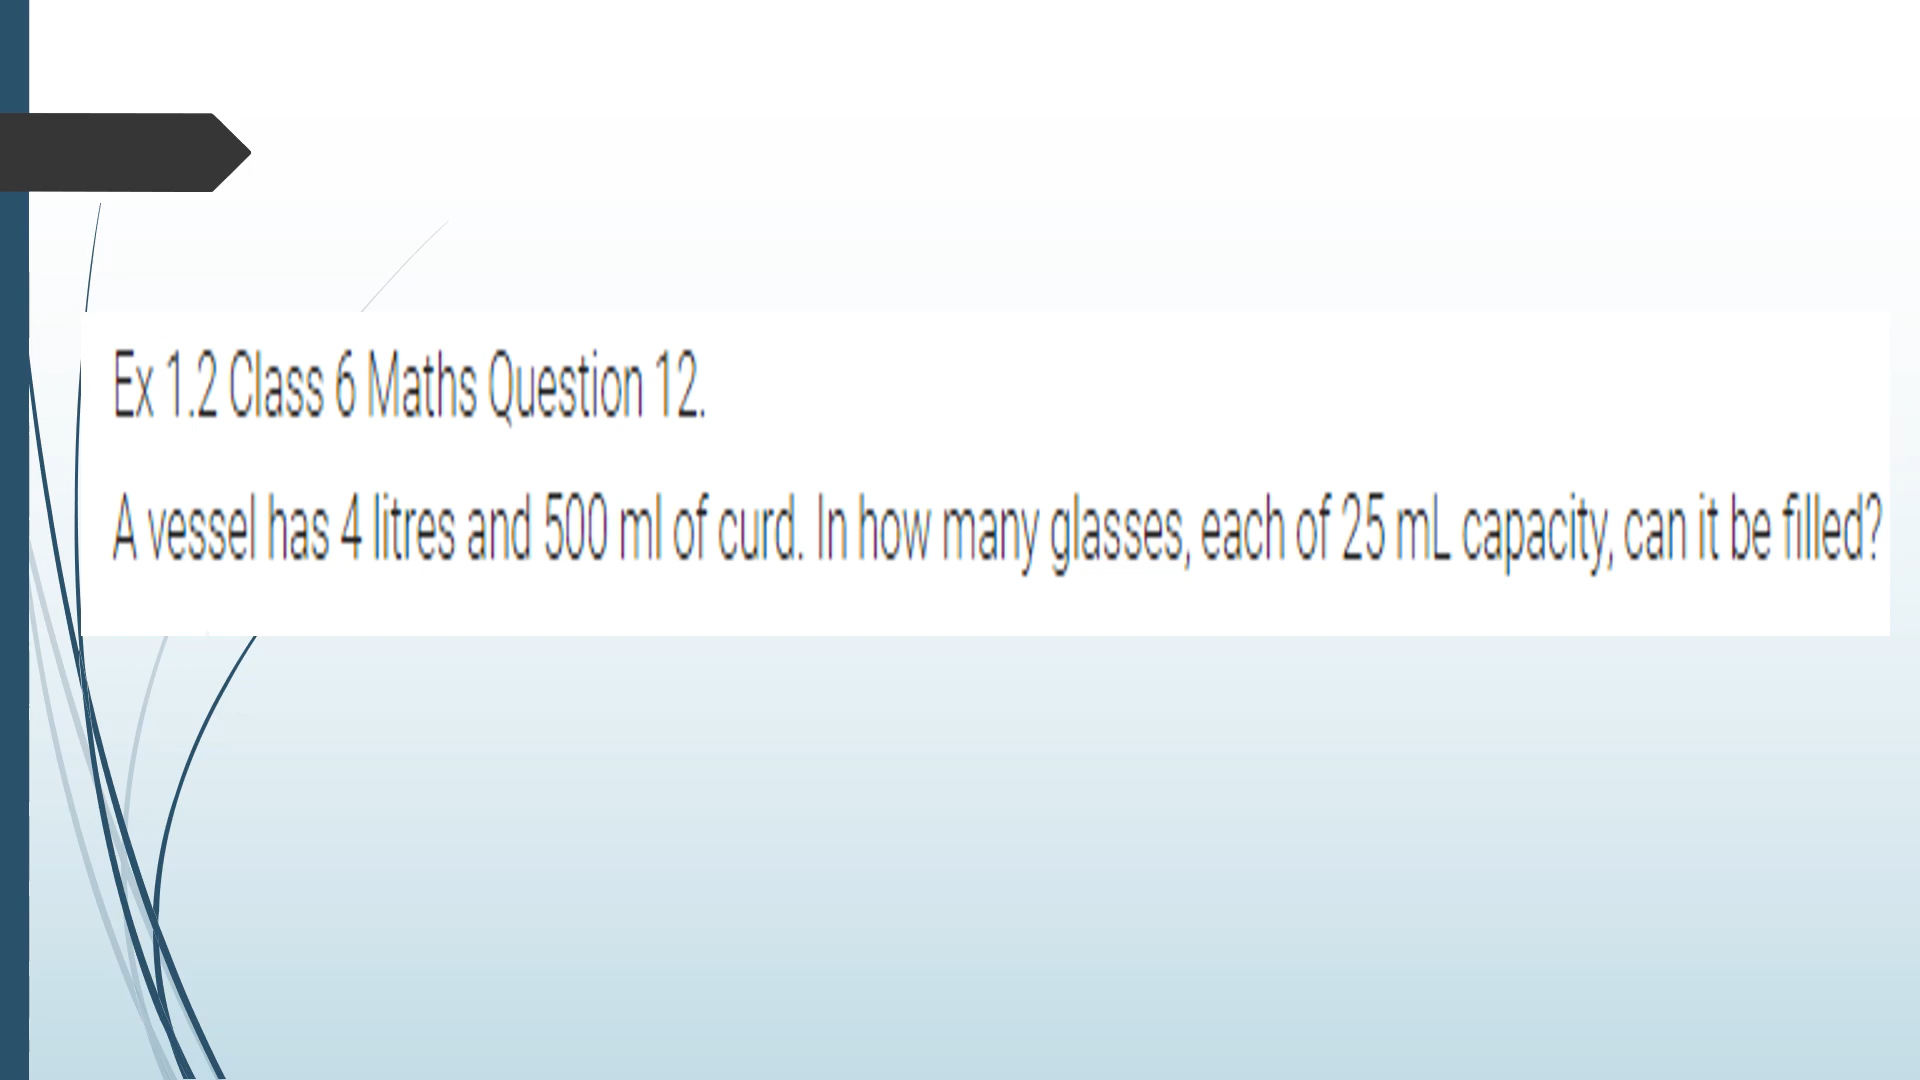 Ex 1.2 Class 6 Maths Question 12.
A vessel has 4 litres and 500 ml of curd. In how many glasses, each of 25 mL capacity, can it be filled?